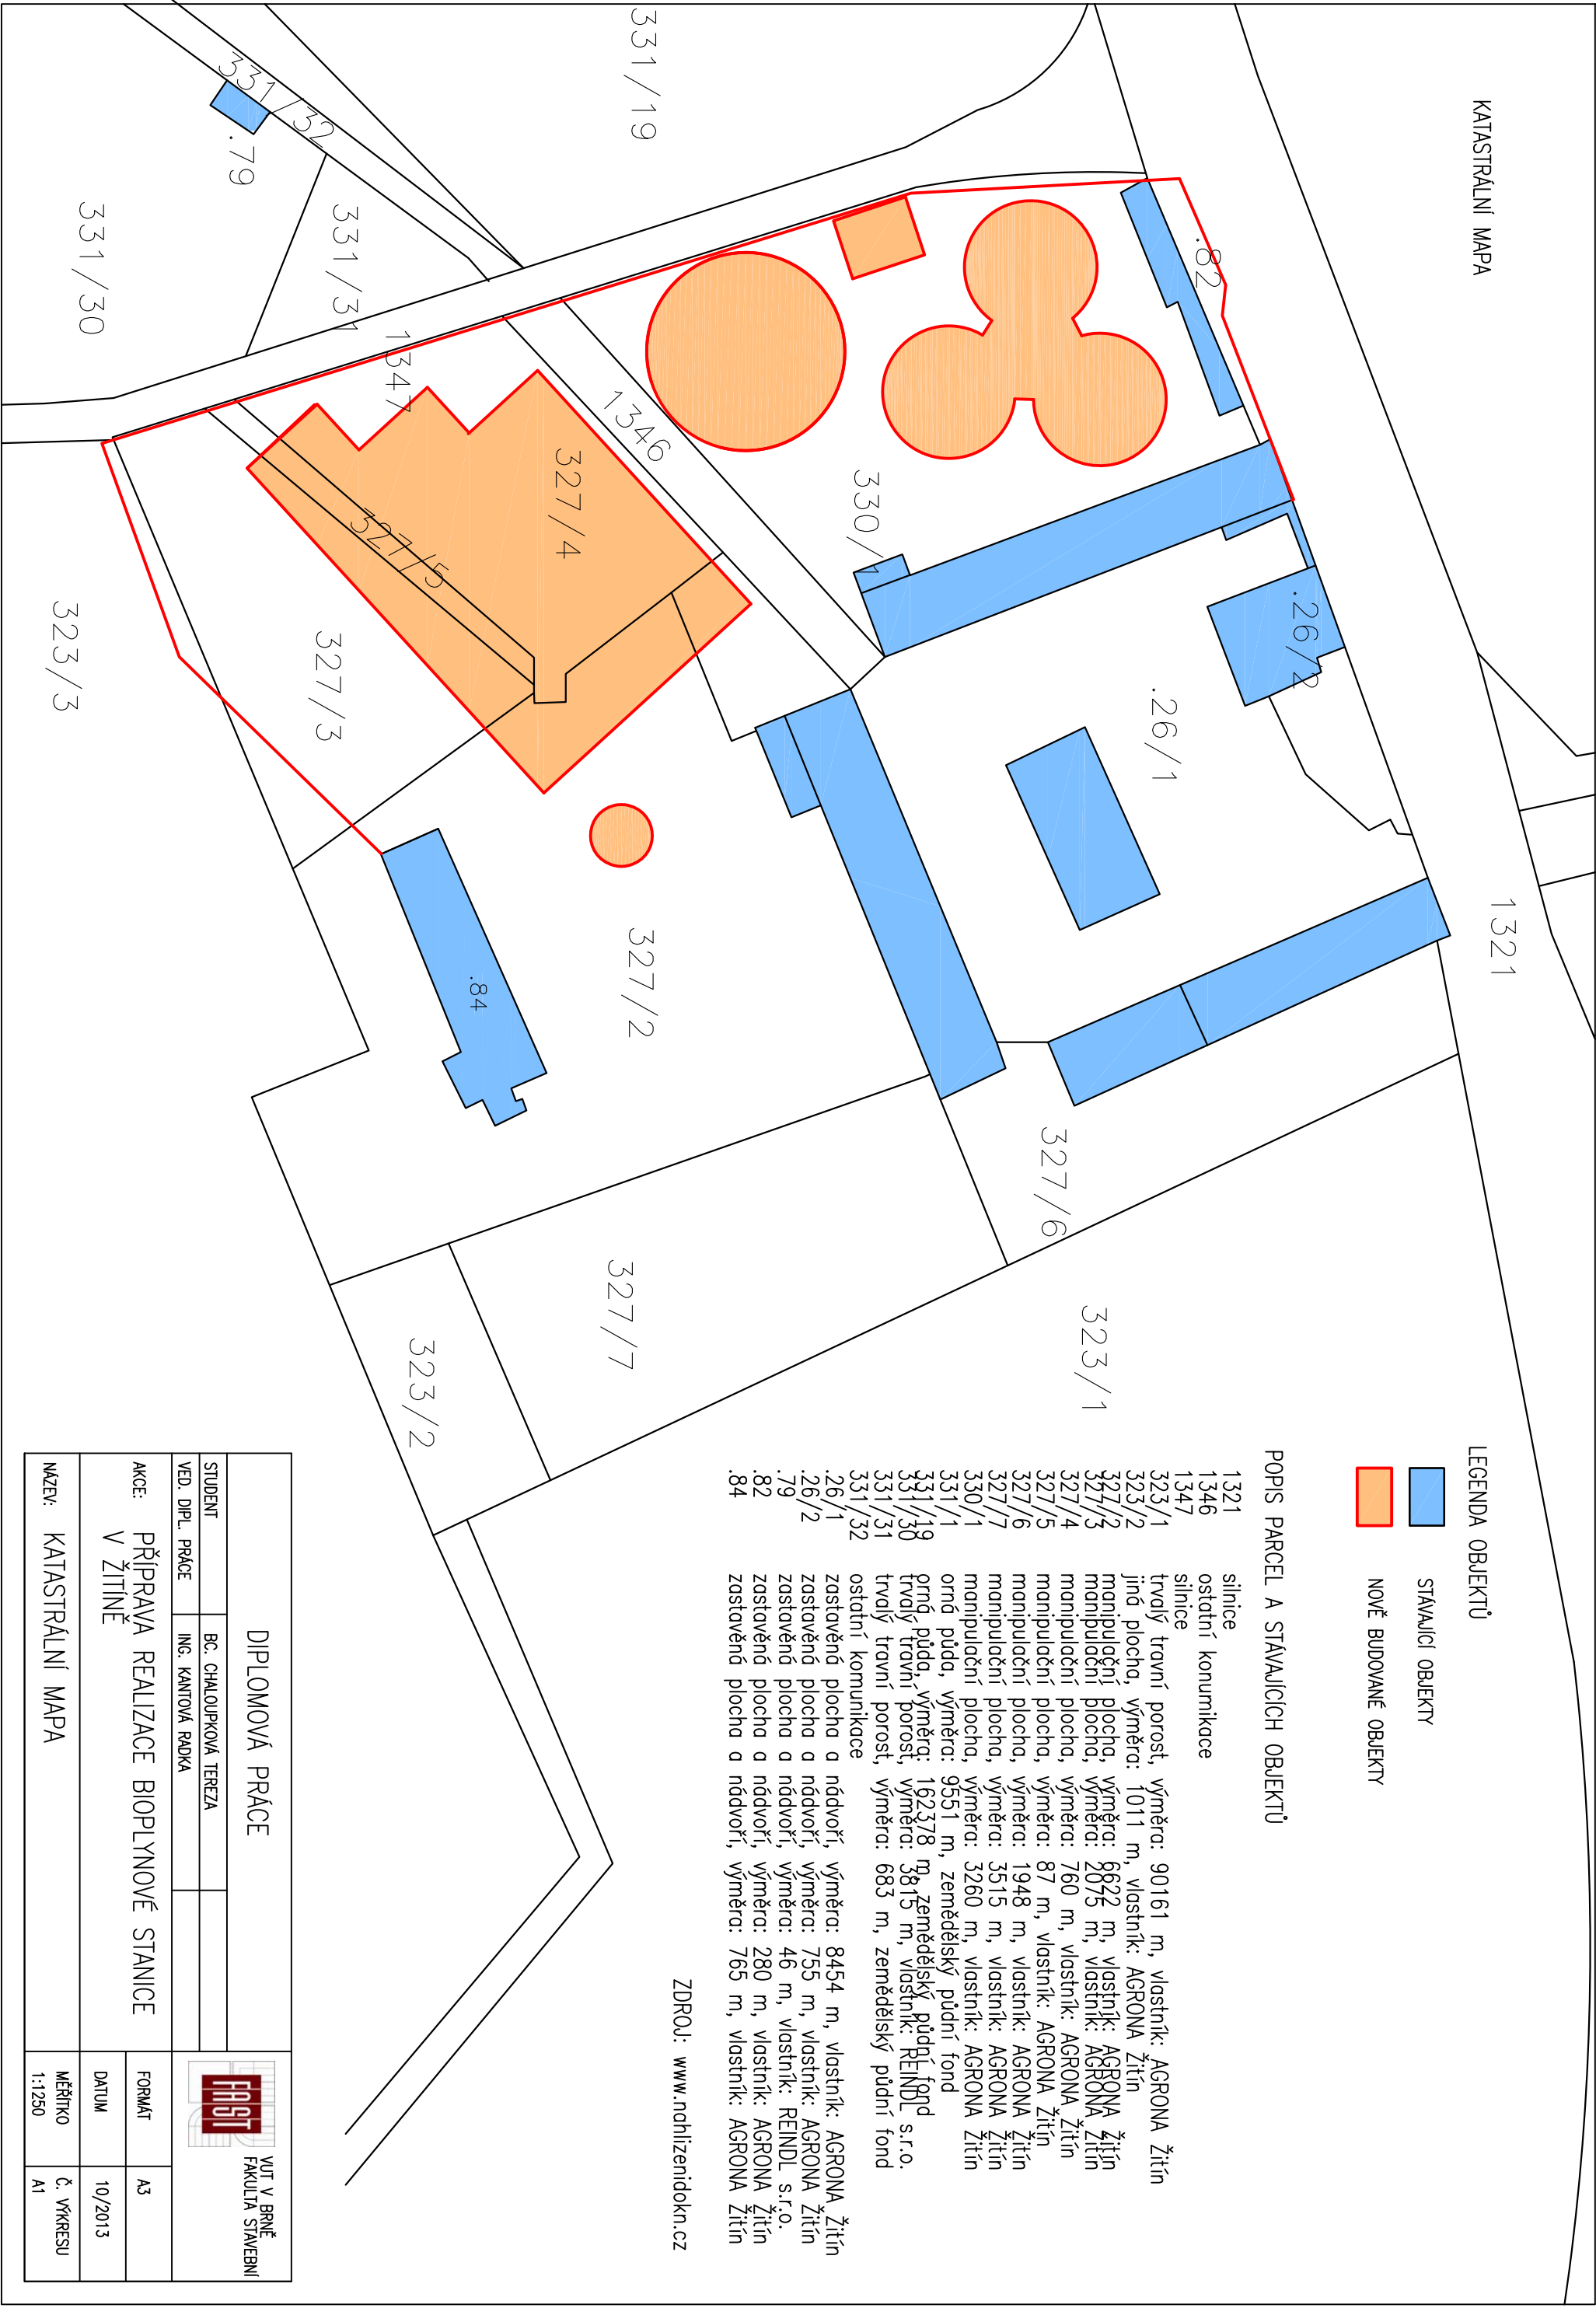 KATASTRÁLNÍ MAPA
331/19
331/32
.79
331/30
331/31
1347
.82
1346
327/4
330/1
327/5
.26/2
323/3
327/3
.26/1
1321
327/2
.84
327/6
327/7
323/1
323/2
LEGENDA OBJEKTŮ
STÁVAJÍCÍ OBJEKTY
NOVĚ BUDOVANÉ OBJEKTY
POPIS PARCEL A STÁVAJÍCÍCH OBJEKTŮ
1321 silnice
1346 ostatní konumikace
1347 silnice
323/1 trvalý travní porost, výměra: 90161 m, vlastník: AGRONA Žitín
323/2 jiná plocha, výměra: 1011 m, vlastník: AGRONA Žitín
327/2 manipulační plocha, výměra: 6622 m, vlastník: AGRONA Žitín
327/3 manipulační plocha, výměra: 2075 m, vlastník: AGRONA Žitín
327/4 manipulační plocha, výměra: 760 m, vlastník: AGRONA Žitín
327/5 manipulační plocha, výměra: 87 m, vlastník: AGRONA Žitín
327/6 manipulační plocha, výměra: 1948 m, vlastník: AGRONA Žitín
327/7 manipulační plocha, výměra: 3515 m, vlastník: AGRONA Žitín
330/1 manipulační plocha, výměra: 3260 m, vlastník: AGRONA Žitín
331/1 orná půda, výměra: 9551 m, zemědělský půdní fond
331/19 orná půda, výměra: 162378 m, zemědělský půdní fond
331/30 trvalý travní porost, výměra: 3815 m, vlastník: REINDL s.r.o.
331/31 trvalý travní porost, výměra: 683 m, zemědělský půdní fond
331/32 ostatní komunikace
.26/1 zastavěná plocha a nádvoří, výměra: 8454 m, vlastník: AGRONA Žitín
.26/2 zastavěná plocha a nádvoří, výměra: 755 m, vlastník: AGRONA Žitín
.79 zastavěná plocha a nádvoří, výměra: 46 m, vlastník: REINDL s.r.o.
.82 zastavěná plocha a nádvoří, výměra: 280 m, vlastník: AGRONA Žitín
.84 zastavěná plocha a nádvoří, výměra: 765 m, vlastník: AGRONA Žitín
ZDROJ: www.nahlizenidokn.cz
DIPLOMOVÁ PRÁCE
FAST
VUT V BRNĚ
FAKULTA STAVEBNÍ
STUDENT BC. CHALOUPKOVÁ TEREZA
VED. DIPL. PRÁCE ING. KANTOVÁ RADKA
AKCE: PŘÍPRAVA REALIZACE BIOPLYNOVÉ STANICE
V ŽITÍNĚ
FORMÁT A3
DATUM 10/2013
NÁZEV: KATASTRÁLNÍ MAPA
MĚŘÍTKO
1:1250
Č. VÝKRESU
A1